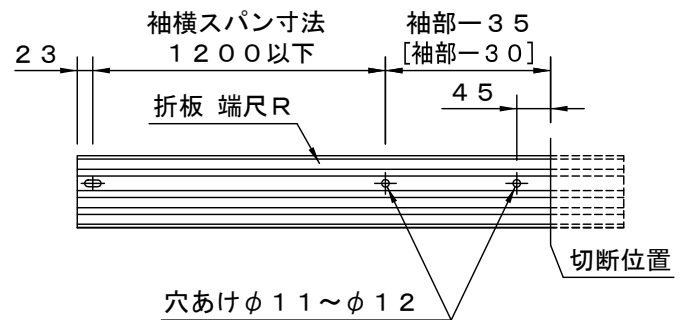 袖横スパン寸法
1200以下
袖部ー35
[袖部ー30]
23
45
折板 端尺R
切断位置
穴あけφ11～φ12